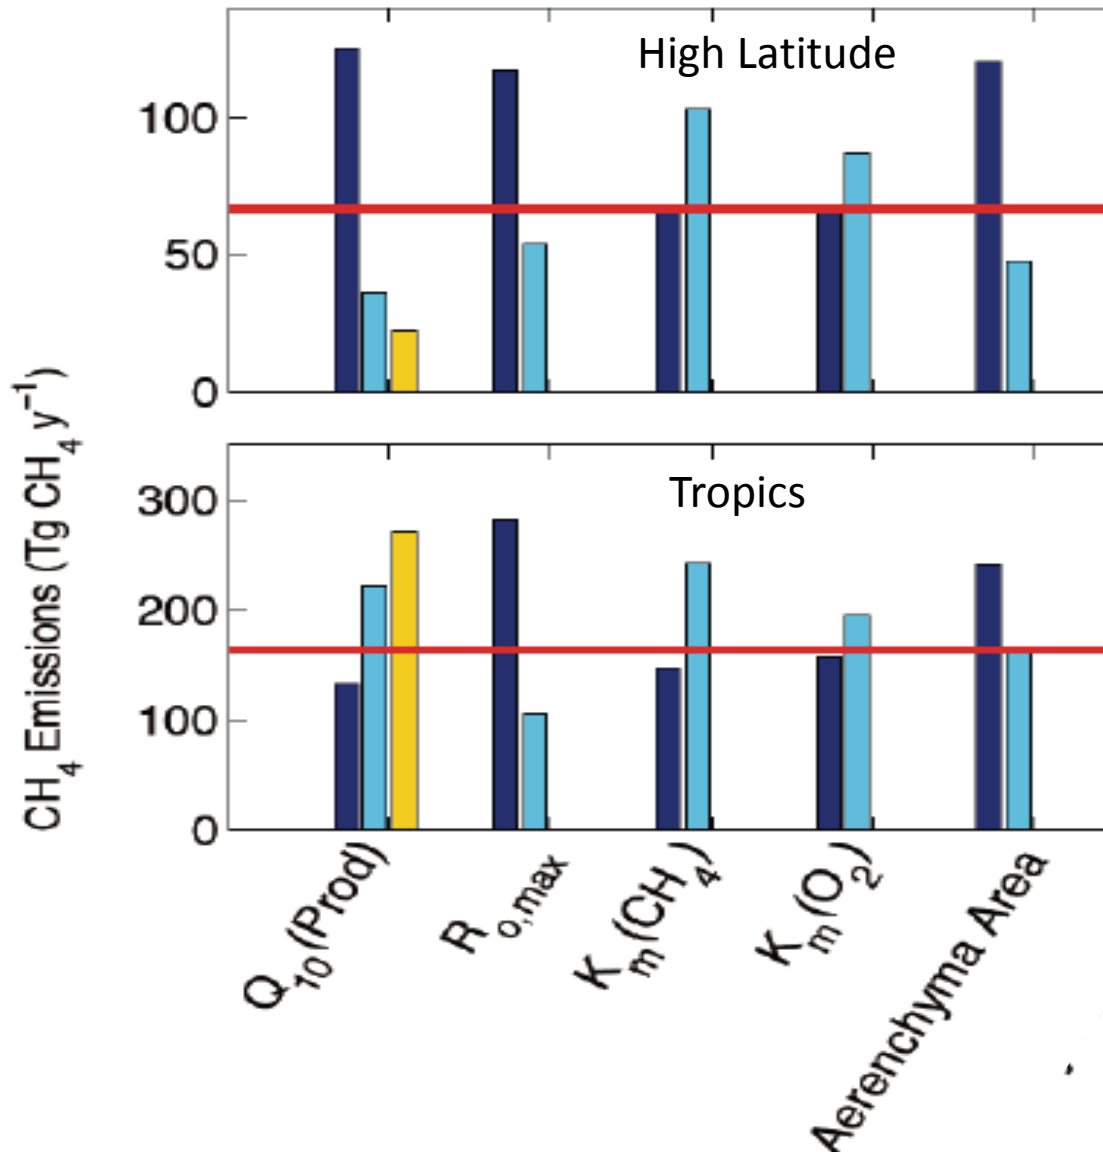 High Latitude
100
50
0
CH₄ Emissions (Tg CH₄ y⁻¹)
Tropics
300
200
100
0
Q₁₀(Prod)
Rₒ,ₘₐₓ
Kₘ(CH₄)
Kₘ(O₂)
Aerenchyma Area